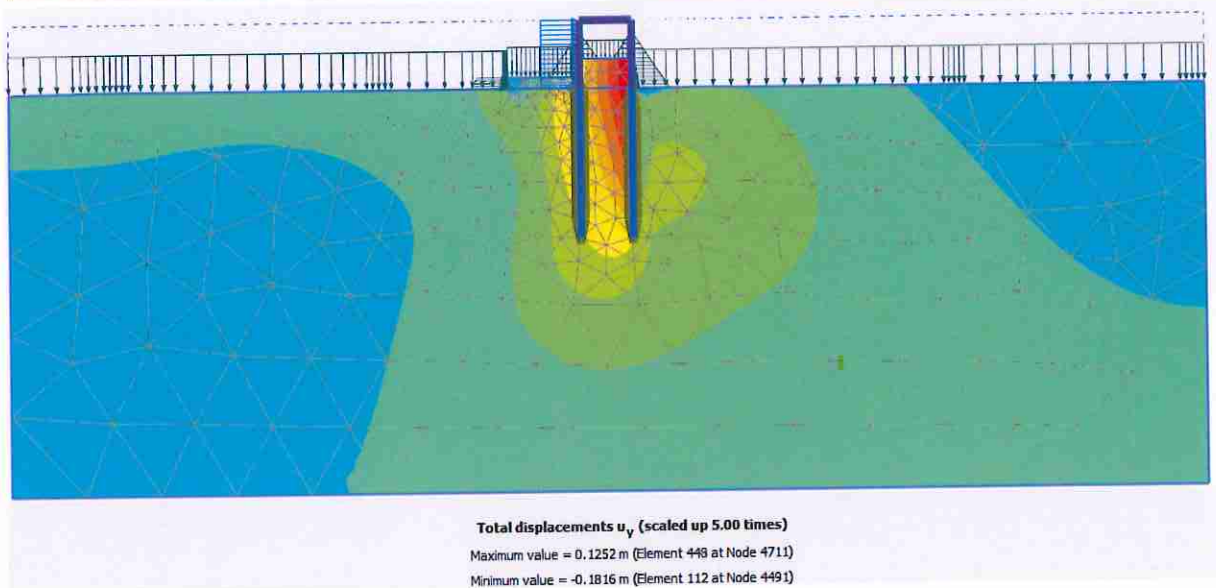 Total displacements uy (scaled up 5.00 times)
Maximum value = 0.1252 m (Element 448 at Node 4711)
Minimum value = -0.1816 m (Element 112 at Node 4491)